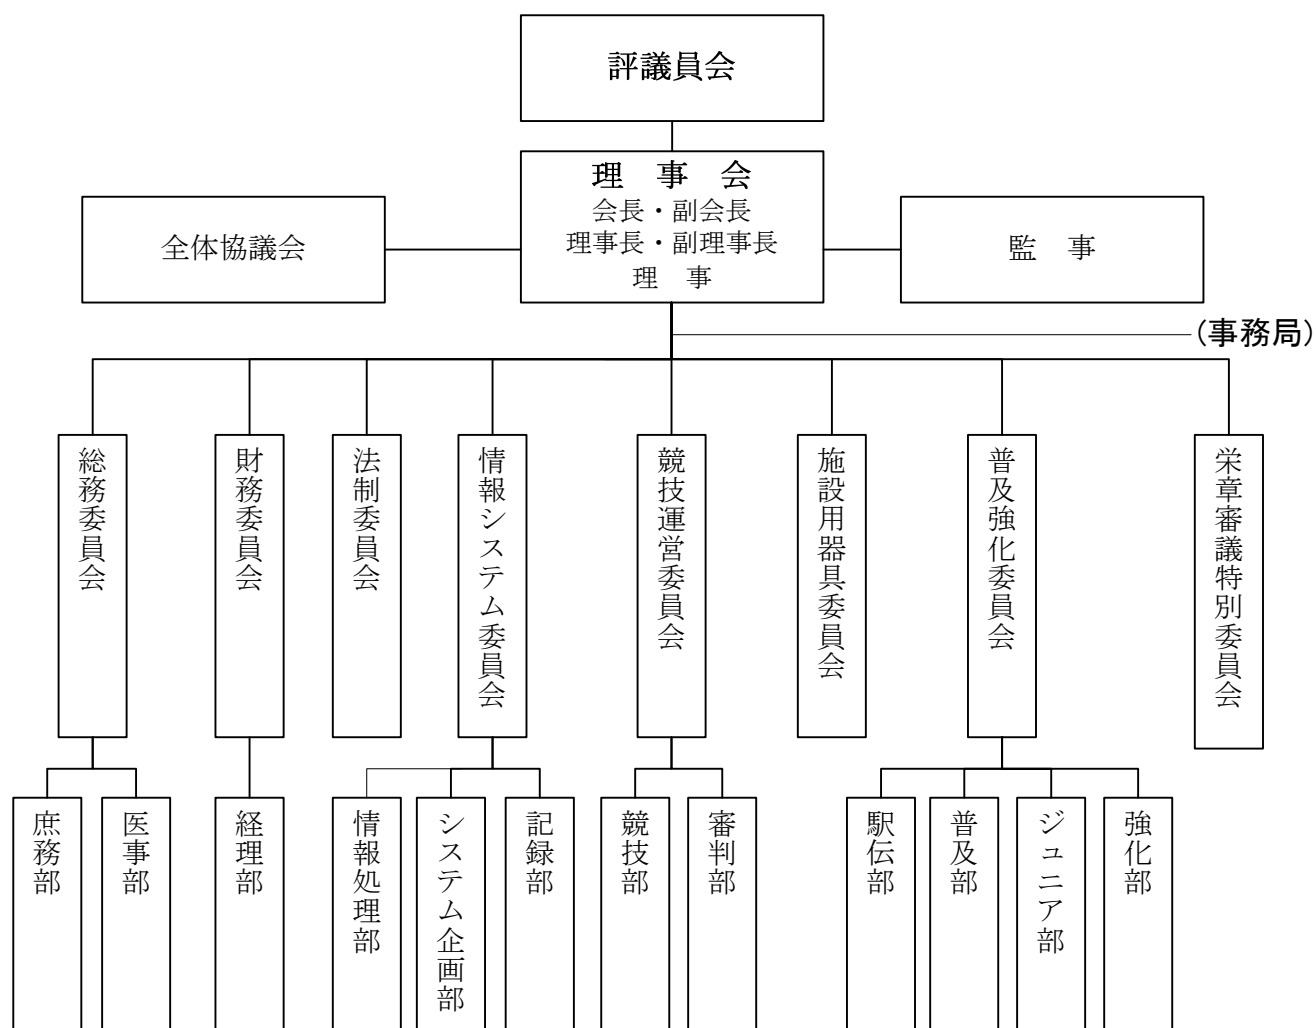 評議員会
理　事　会
会長・副会長
理事長・副理事長
理　事
全体協議会
監　事
(事務局)
総務委員会
財務委員会
法制委員会
情報システム委員会
競技運営委員会
施設用器具委員会
普及強化委員会
栄章審議特別委員会
庶務部
医事部
経理部
情報処理部
システム企画部
記録部
競技部
審判部
駅伝部
普及部
ジュニア部
強化部